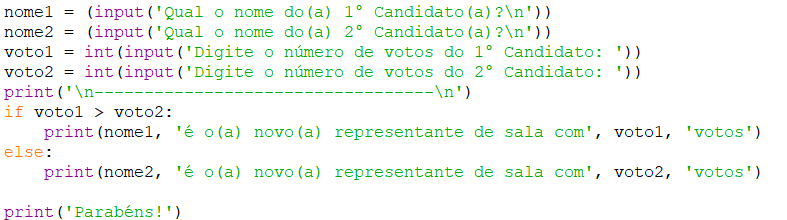 nome1 = (input('Qual o nome do(a) 1° Candidato(a)?\n'))
nome2 = (input('Qual o nome do(a) 2° Candidato(a)?\n'))
voto1 = int(input('Digite o número de votos do 1° Candidato: '))
voto2 = int(input('Digite o número de votos do 2° Candidato: '))
print('\n----------------------------------\n')
if voto1 > voto2:
    print(nome1, 'é o(a) novo(a) representante de sala com', voto1, 'votos')
else:
    print(nome2, 'é o(a) novo(a) representante de sala com', voto2, 'votos')
print('Parabéns!')